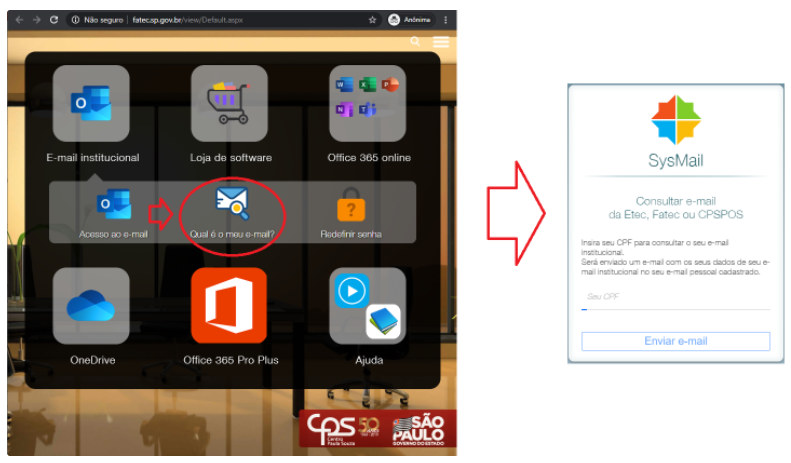 Não seguro | fatec.sp.gov.br/view/Default.aspx
Anônima
E-mail institucional
Loja de software
Office 365 online
Acesso ao e-mail
Qual é o meu e-mail?
Redefinir senha
OneDrive
Office 365 Pro Plus
Ajuda
CPS
Centro
Paula Souza
50
anos
SÃO
PAULO
GOVERNO DO ESTADO
SysMail
Consultar e-mail
da Etec, Fatec ou CPSPOS
Insira seu CPF para consultar o seu e-mail
institucional.
Será enviado um e-mail com os seus dados de seu e-
mail institucional no seu e-mail pessoal cadastrado.
Seu CPF
Enviar e-mail